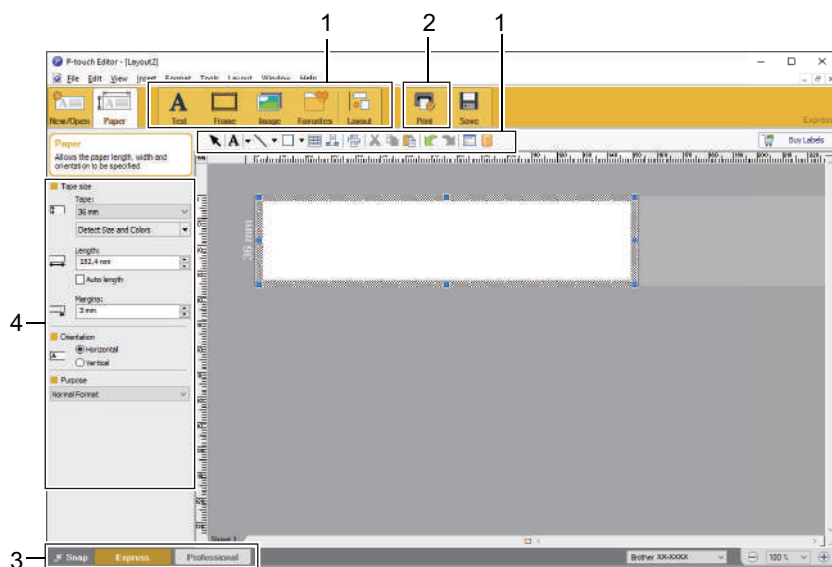 1 2 1
P-touch Editor - [Layout2]
File Edit View Insert Format Tools Layout Window Help
New/Open Paper Text Frame Image Favorites Layout Print Save Express
A
Paper
Allows the paper length, width and
orientation to be specified.
Buy Labels
Tape size
Tape:
36 mm
Detect Size and Colors
Length:
152.4 mm
Auto length
Margins:
3 mm
Orientation
Horizontal
Vertical
Purpose
Normal Format
36 mm
4
Sheet 1
3
Snap Express Professional
Brother XX-XXXX 100 %